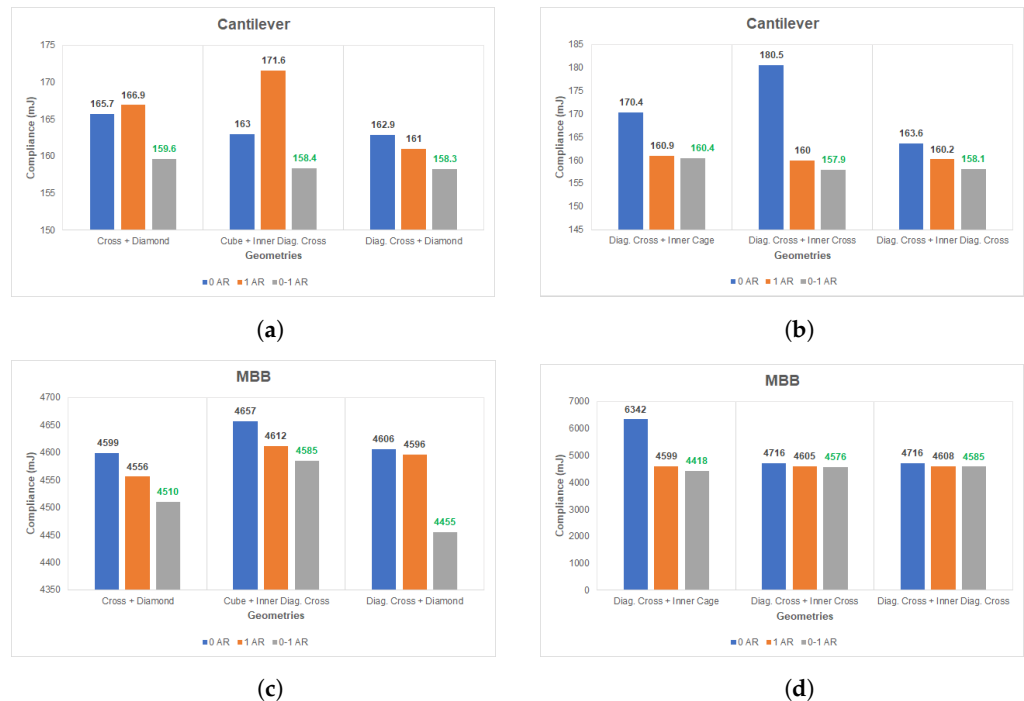 Cantilever
175
170
165
160
155
150
Compliance (mJ)
165.7
166.9
159.6
163
171.6
158.4
162.9
161
158.3
Cross + Diamond
Cube + Inner Diag. Cross
Diag. Cross + Diamond
Geometries
0 AR 1 AR 0-1 AR
(a)
Cantilever
185
180
175
170
165
160
155
150
145
Compliance (mJ)
170.4
160.9
160.4
180.5
160
157.9
163.6
160.2
158.1
Diag. Cross + Inner Cage
Diag. Cross + Inner Cross
Diag. Cross + Inner Diag. Cross
Geometries
0 AR 1 AR 0-1 AR
(b)
MBB
4700
4650
4600
4550
4500
4450
4400
4350
Compliance (mJ)
4599
4556
4510
4657
4612
4585
4606
4596
4455
Cross + Diamond
Cube + Inner Diag. Cross
Diag. Cross + Diamond
Geometries
0 AR 1 AR 0-1 AR
(c)
MBB
7000
6000
5000
4000
3000
2000
1000
0
Compliance (mJ)
6342
4599
4418
4716
4605
4576
4716
4608
4585
Diag. Cross + Inner Cage
Diag. Cross + Inner Cross
Diag. Cross + Inner Diag. Cross
Geometries
0 AR 1 AR 0-1 AR
(d)